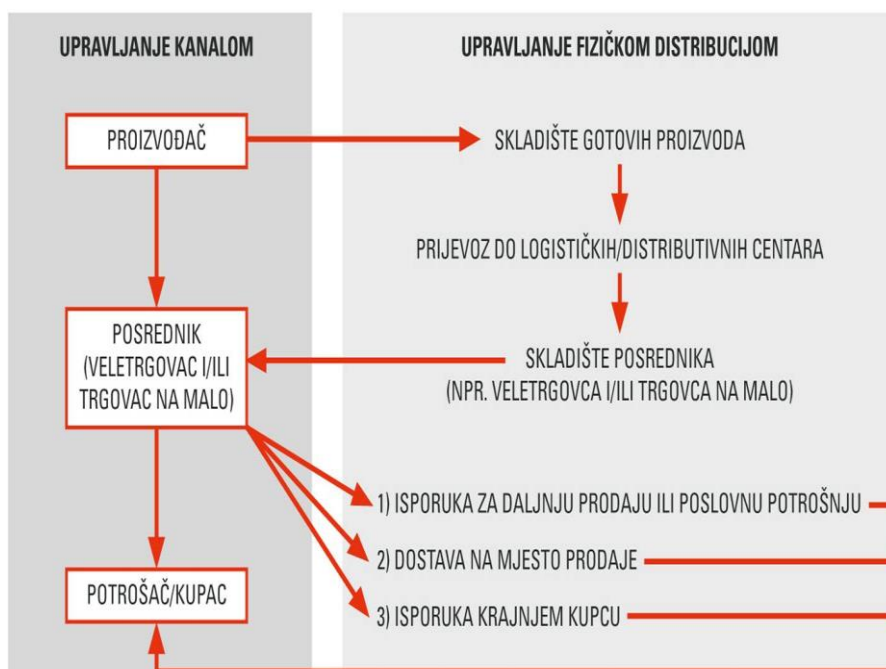 UPRAVLJANJE KANALOM
UPRAVLJANJE FIZIČKOM DISTRIBUCIJOM
PROIZVOĐAČ
SKLADIŠTE GOTOVIH PROIZVODA
PRIJEVOZ DO LOGISTIČKIH/DISTRIBUTIVNIH CENTARA
POSREDNIK
(VELETRGOVAC I/ILI
TRGOVAC NA MALO)
SKLADIŠTE POSREDNIKA
(NPR. VELETRGOVCA I/ILI TRGOVCA NA MALO)
1) ISPORUKA ZA DALJNJU PRODAJU ILI POSLOVNU POTROŠNJU
2) DOSTAVA NA MJESTO PRODAJE
3) ISPORUKA KRAJNJEM KUPCU
POTROŠAČ/KUPAC